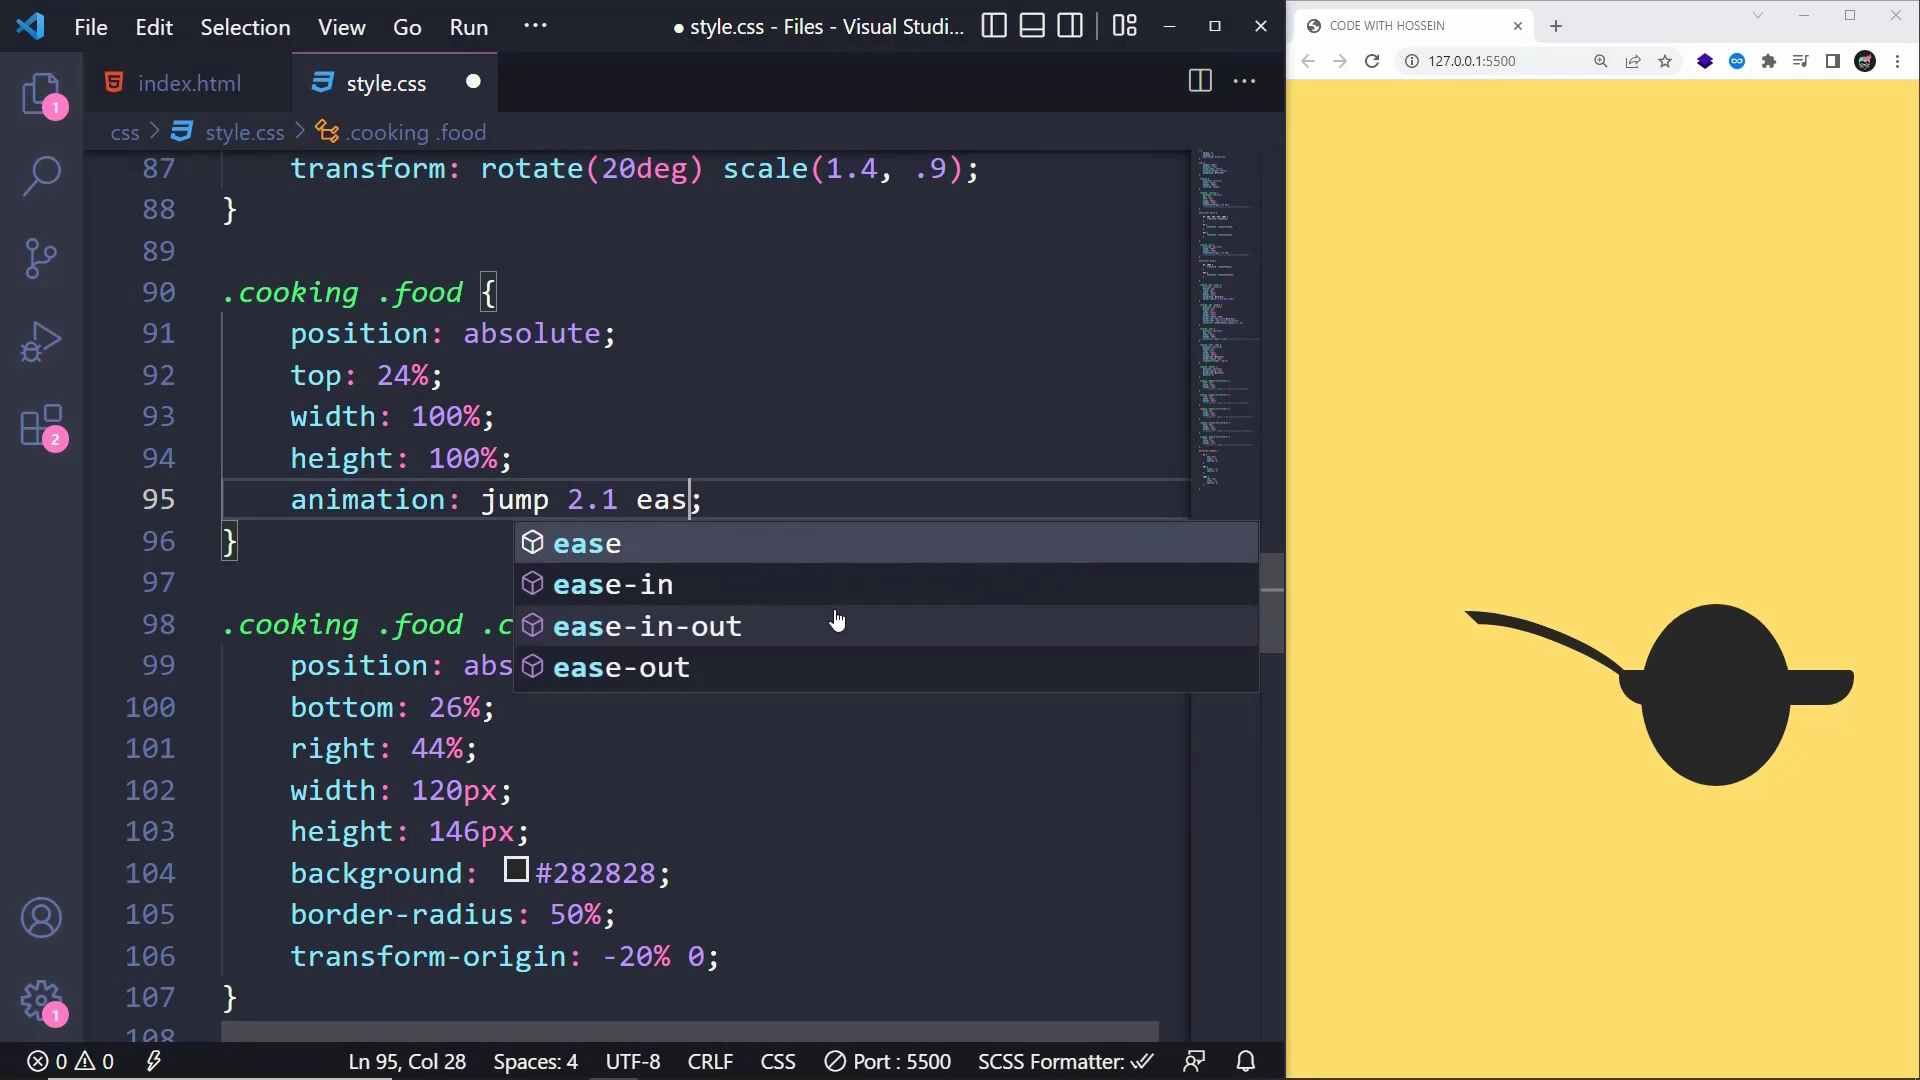 File Edit Selection View Go Run ··· ● style.css - Files - Visual Studi...
index.html style.css
css > style.css > .cooking .food
87 transform: rotate(20deg) scale(1.4, .9);
88 }
89
90 .cooking .food {
91 position: absolute;
92 top: 24%;
93 width: 100%;
94 height: 100%;
95 animation: jump 2.1 eas;
96 }
ease
97
ease-in
98 .cooking .food .c
ease-in-out
99 position: abs
ease-out
100 bottom: 26%;
101 right: 44%;
102 width: 120px;
103 height: 146px;
104 background: #282828;
105 border-radius: 50%;
106 transform-origin: -20% 0;
107 }
108
1
2
1
0 0 Ln 95, Col 28 Spaces: 4 UTF-8 CRLF CSS Port : 5500 SCSS Formatter:
CODE WITH HOSSEIN
127.0.0.1:5500